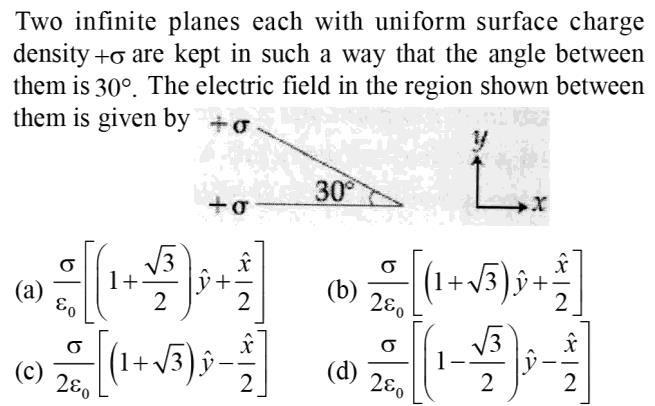 Two infinite planes each with uniform surface charge
density +σ are kept in such a way that the angle between
them is 30°. The electric field in the region shown between
them is given by
+σ
y
30°
+σ
x
(a) σ/ε₀ [(1+√3/2) ŷ + x̂/2]
(b) σ/2ε₀ [(1+√3) ŷ + x̂/2]
(c) σ/2ε₀ [(1+√3) ŷ − x̂/2]
(d) σ/2ε₀ [(1−√3/2) ŷ − x̂/2]